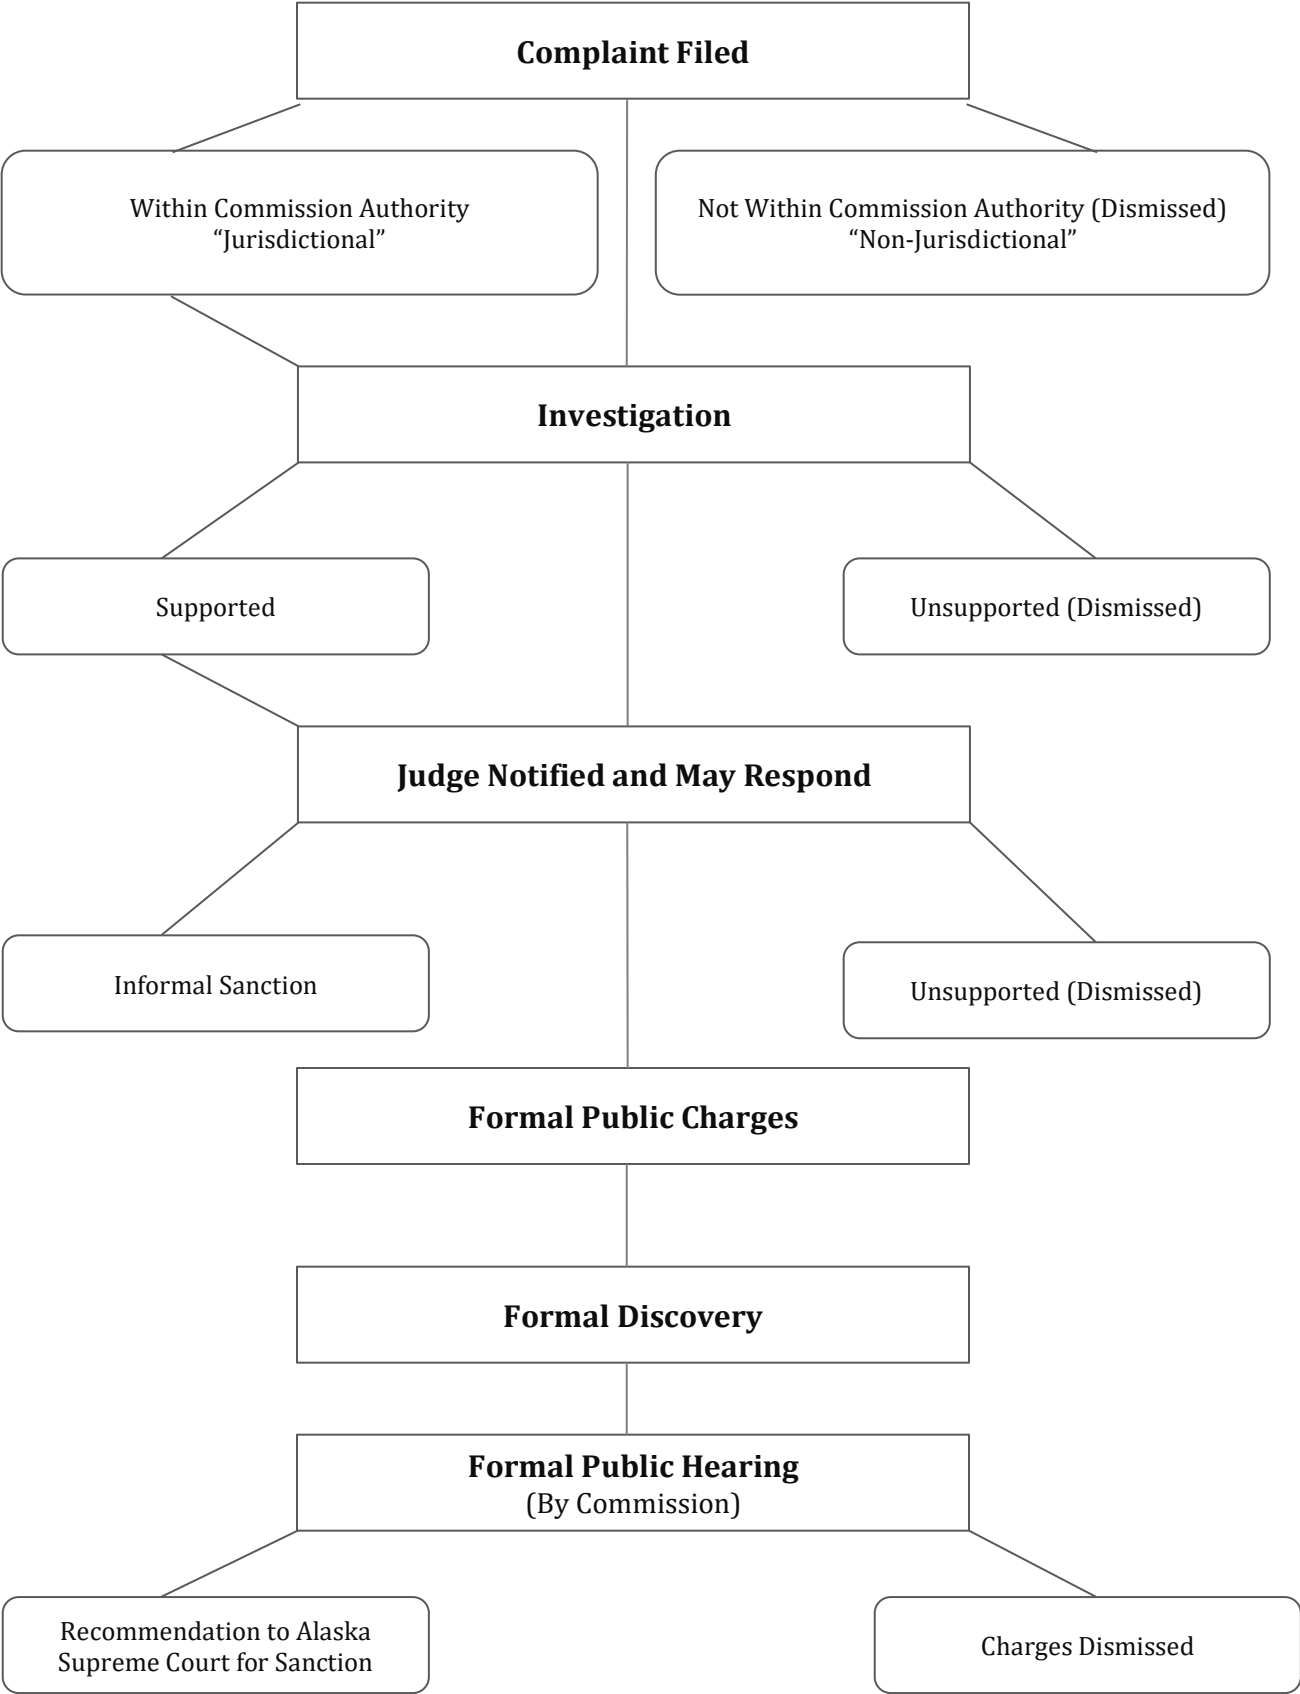 Complaint Filed
Within Commission Authority
“Jurisdictional”
Not Within Commission Authority (Dismissed)
“Non-Jurisdictional”
Investigation
Supported
Unsupported (Dismissed)
Judge Notified and May Respond
Informal Sanction
Unsupported (Dismissed)
Formal Public Charges
Formal Discovery
Formal Public Hearing
(By Commission)
Recommendation to Alaska
Supreme Court for Sanction
Charges Dismissed